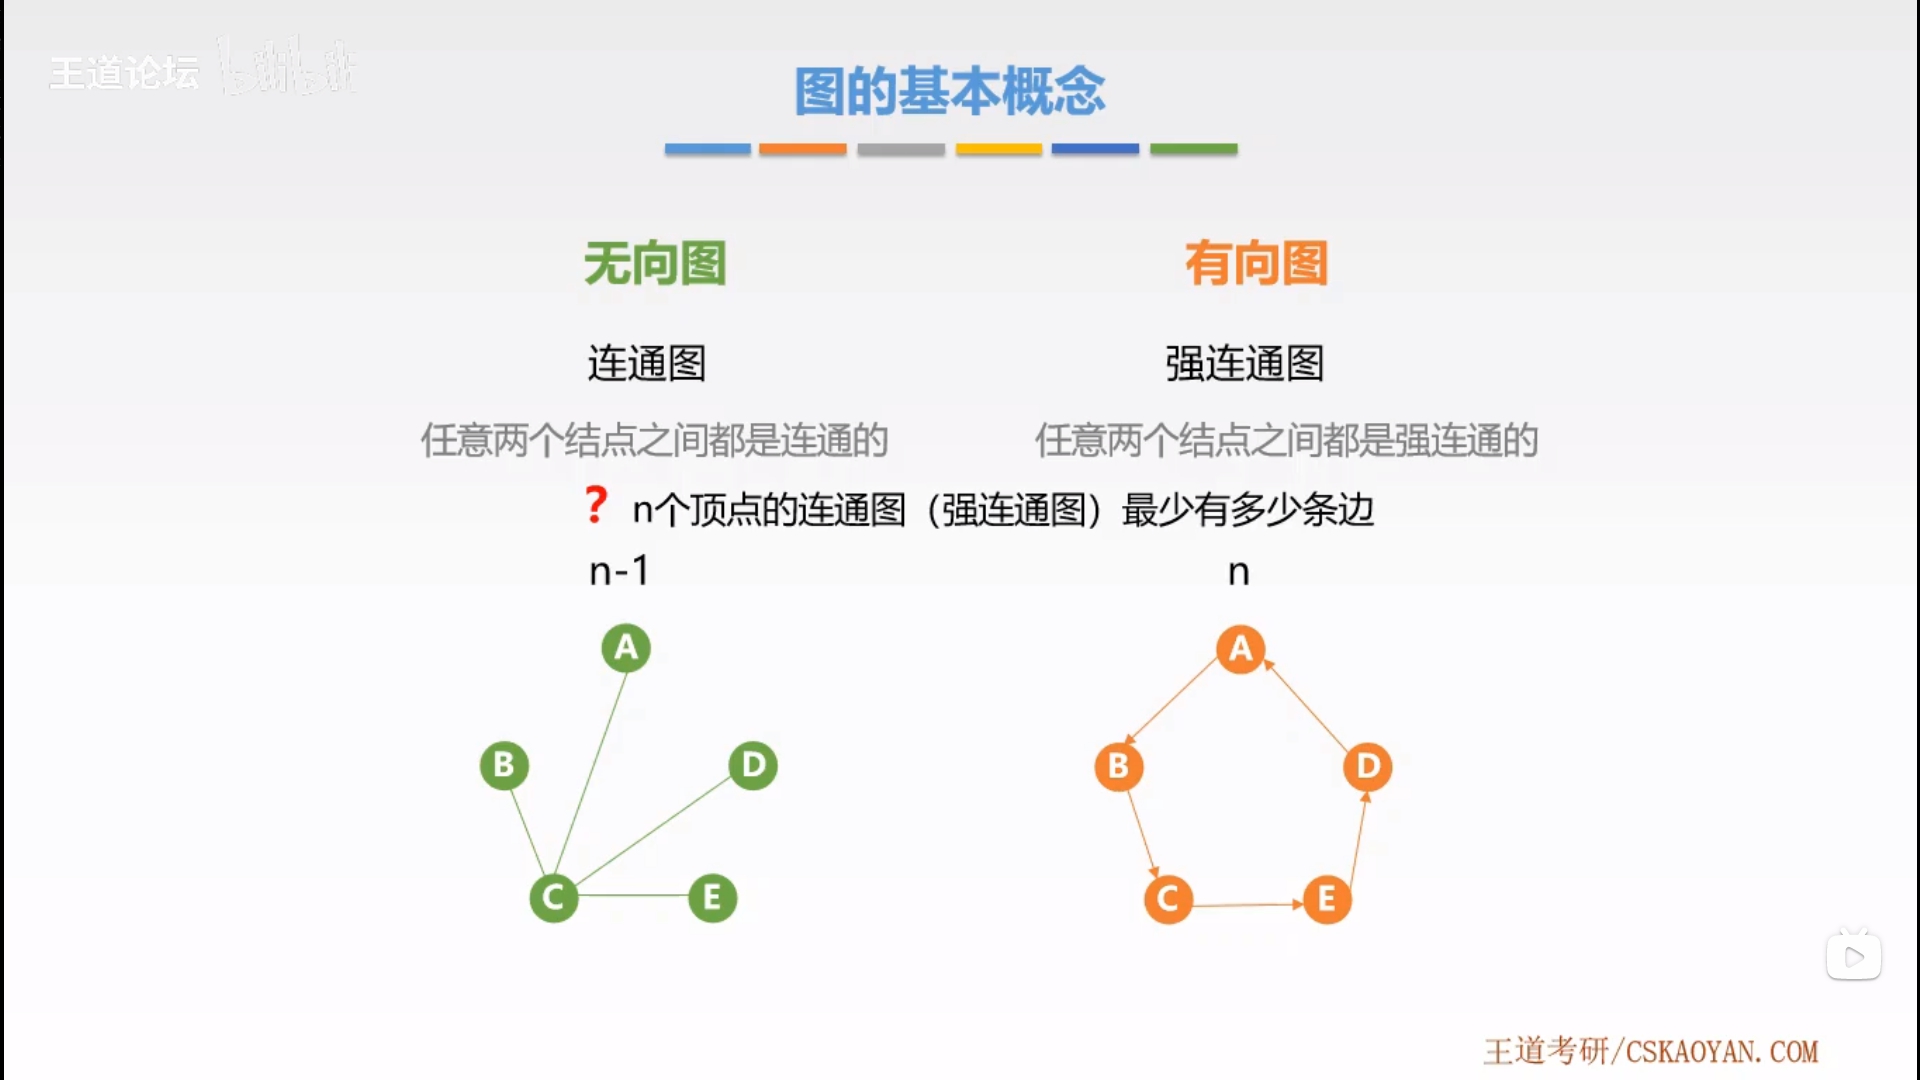 王道论坛 bilibili
图的基本概念
无向图 有向图
连通图 强连通图
任意两个结点之间都是连通的 任意两个结点之间都是强连通的
? n个顶点的连通图（强连通图）最少有多少条边
n-1 n
A A
B D B D
C E C E
王道考研/CSKAOYAN.COM